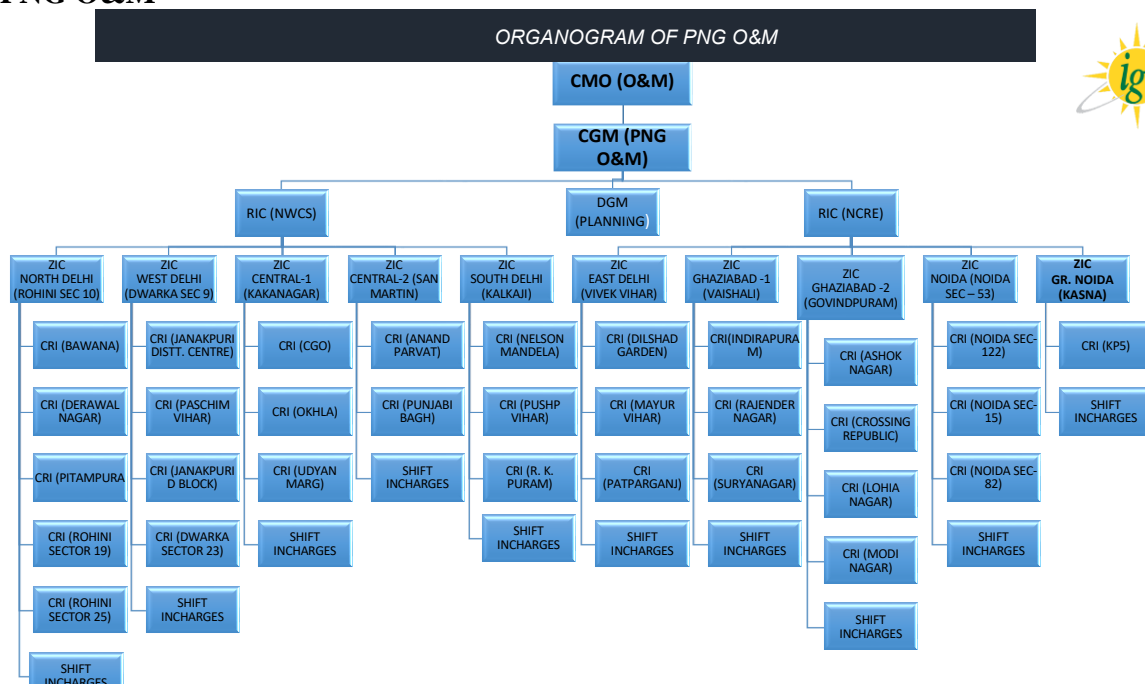 ORGANOGRAM OF PNG O&M
ig
CMO (O&M)
CGM (PNG
O&M)
RIC (NWCS)
DGM
(PLANNING)
RIC (NCRE)
ZIC
NORTH DELHI
(ROHINI SEC 10)
CRI (BAWANA)
CRI (DERAWAL
NAGAR)
CRI (PITAMPURA
CRI (ROHINI
SECTOR 19)
CRI (ROHINI
SECTOR 25)
SHIFT
INCHARGES
ZIC
WEST DELHI
(DWARKA SEC 9)
CRI (JANAKPURI
DISTT. CENTRE)
CRI (PASCHIM
VIHAR)
CRI (JANAKPURI
D BLOCK)
CRI (DWARKA
SECTOR 23)
SHIFT
INCHARGES
ZIC
CENTRAL-1
(KAKANAGAR)
CRI (CGO)
CRI (OKHLA)
CRI (UDYAN
MARG)
SHIFT
INCHARGES
ZIC
CENTRAL-2 (SAN
MARTIN)
CRI (ANAND
PARVAT)
CRI (PUNJABI
BAGH)
SHIFT
INCHARGES
ZIC
SOUTH DELHI
(KALKAJI)
CRI (NELSON
MANDELA)
CRI (PUSHP
VIHAR)
CRI (R. K.
PURAM)
SHIFT
INCHARGES
ZIC
EAST DELHI
(VIVEK VIHAR)
CRI (DILSHAD
GARDEN)
CRI (MAYUR
VIHAR)
CRI
(PATPARGANJ)
SHIFT
INCHARGES
ZIC
GHAZIABAD -1
(VAISHALI)
CRI(INDIRAPURA
M)
CRI (RAJENDER
NAGAR)
CRI
(SURYANAGAR)
SHIFT
INCHARGES
ZIC
GHAZIABAD -2
(GOVINDPURAM)
CRI (ASHOK
NAGAR)
CRI (CROSSING
REPUBLIC)
CRI (LOHIA
NAGAR)
CRI (MODI
NAGAR)
SHIFT
INCHARGES
ZIC
NOIDA (NOIDA
SEC – 53)
CRI (NOIDA SEC-
122)
CRI (NOIDA SEC-
15)
CRI (NOIDA SEC-
82)
SHIFT
INCHARGES
ZIC
GR. NOIDA
(KASNA)
CRI (KP5)
SHIFT
INCHARGES